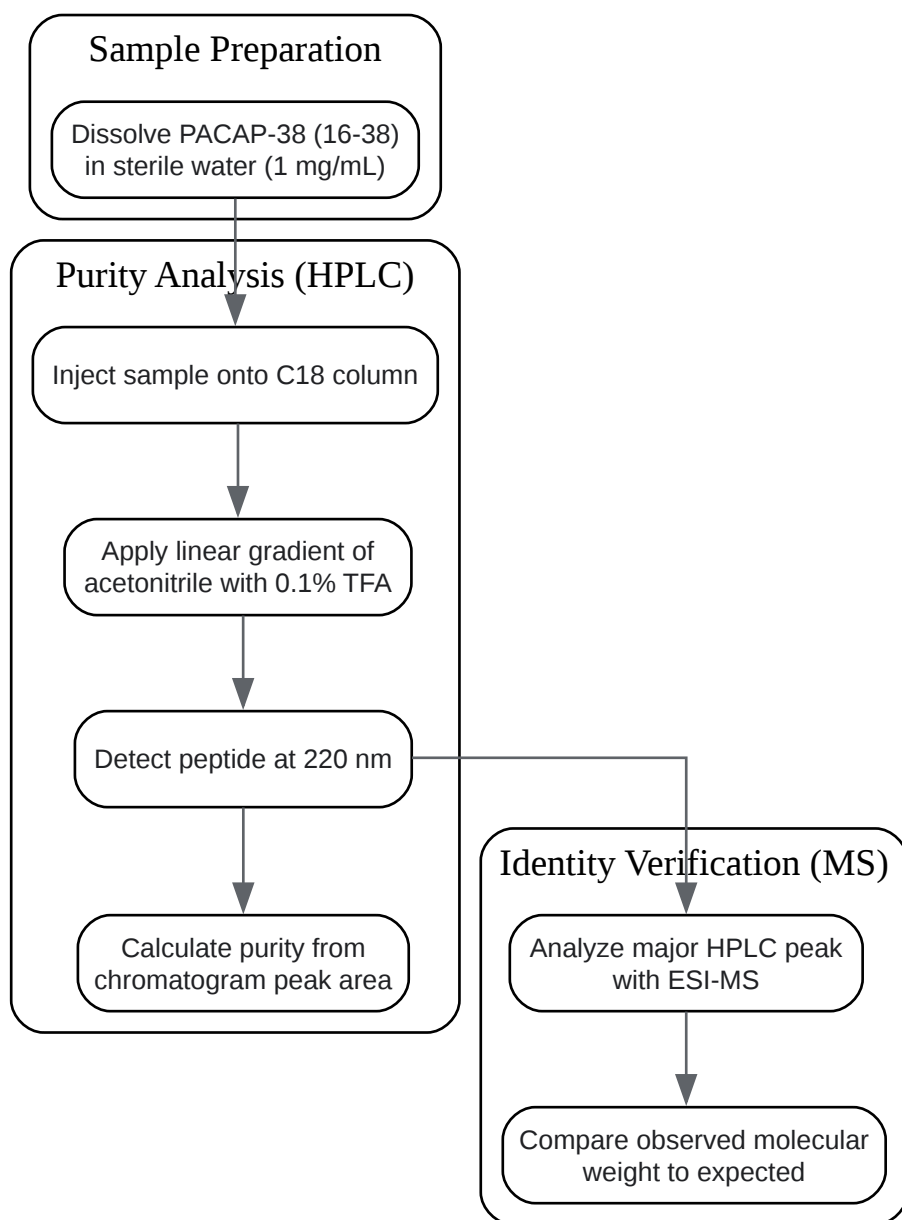 Sample Preparation
Dissolve PACAP-38 (16-38)
in sterile water (1 mg/mL)
Purity Analysis (HPLC)
Inject sample onto C18 column
Apply linear gradient of
acetonitrile with 0.1% TFA
Detect peptide at 220 nm
Calculate purity from
chromatogram peak area
Identity Verification (MS)
Analyze major HPLC peak
with ESI-MS
Compare observed molecular
weight to expected